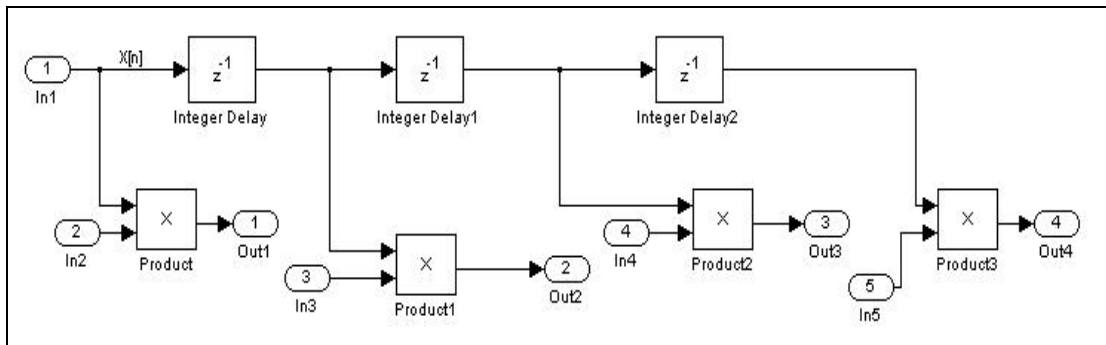 X[n]
1
In1
z-1
Integer Delay
z-1
Integer Delay1
z-1
Integer Delay2
2
In2
X
Product
1
Out1
3
In3
X
Product1
2
Out2
4
In4
X
Product2
3
Out3
5
In5
X
Product3
4
Out4